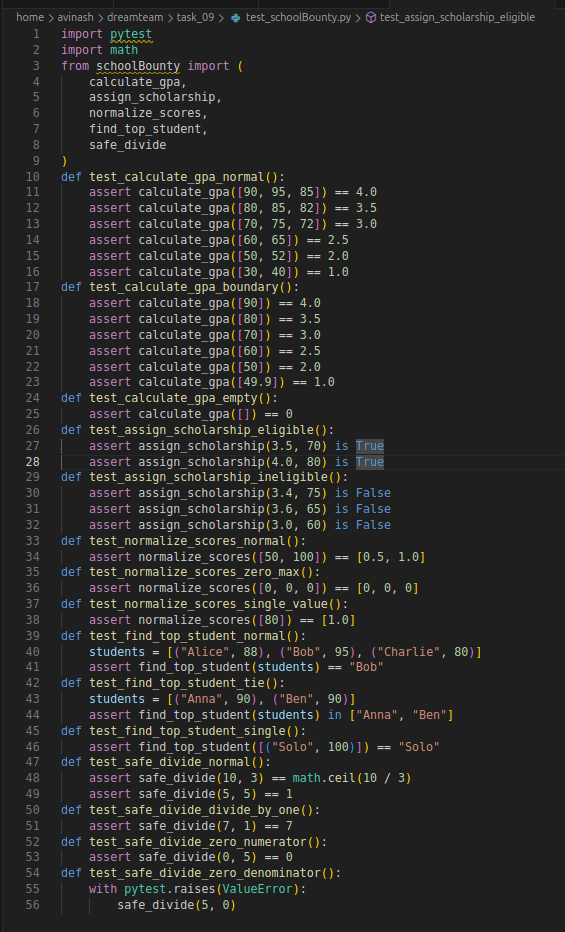 home > avinash > dreamteam > task_09 > test_schoolBounty.py > test_assign_scholarship_eligible
1 import pytest
2 import math
3 from schoolBounty import (
4     calculate_gpa,
5     assign_scholarship,
6     normalize_scores,
7     find_top_student,
8     safe_divide
9 )
10 def test_calculate_gpa_normal():
11     assert calculate_gpa([90, 95, 85]) == 4.0
12     assert calculate_gpa([80, 85, 82]) == 3.5
13     assert calculate_gpa([70, 75, 72]) == 3.0
14     assert calculate_gpa([60, 65]) == 2.5
15     assert calculate_gpa([50, 52]) == 2.0
16     assert calculate_gpa([30, 40]) == 1.0
17 def test_calculate_gpa_boundary():
18     assert calculate_gpa([90]) == 4.0
19     assert calculate_gpa([80]) == 3.5
20     assert calculate_gpa([70]) == 3.0
21     assert calculate_gpa([60]) == 2.5
22     assert calculate_gpa([50]) == 2.0
23     assert calculate_gpa([49.9]) == 1.0
24 def test_calculate_gpa_empty():
25     assert calculate_gpa([]) == 0
26 def test_assign_scholarship_eligible():
27     assert assign_scholarship(3.5, 70) is True
28     assert assign_scholarship(4.0, 80) is True
29 def test_assign_scholarship_ineligible():
30     assert assign_scholarship(3.4, 75) is False
31     assert assign_scholarship(3.6, 65) is False
32     assert assign_scholarship(3.0, 60) is False
33 def test_normalize_scores_normal():
34     assert normalize_scores([50, 100]) == [0.5, 1.0]
35 def test_normalize_scores_zero_max():
36     assert normalize_scores([0, 0, 0]) == [0, 0, 0]
37 def test_normalize_scores_single_value():
38     assert normalize_scores([80]) == [1.0]
39 def test_find_top_student_normal():
40     students = [("Alice", 88), ("Bob", 95), ("Charlie", 80)]
41     assert find_top_student(students) == "Bob"
42 def test_find_top_student_tie():
43     students = [("Anna", 90), ("Ben", 90)]
44     assert find_top_student(students) in ["Anna", "Ben"]
45 def test_find_top_student_single():
46     assert find_top_student([("Solo", 100)]) == "Solo"
47 def test_safe_divide_normal():
48     assert safe_divide(10, 3) == math.ceil(10 / 3)
49     assert safe_divide(5, 5) == 1
50 def test_safe_divide_divide_by_one():
51     assert safe_divide(7, 1) == 7
52 def test_safe_divide_zero_numerator():
53     assert safe_divide(0, 5) == 0
54 def test_safe_divide_zero_denominator():
55     with pytest.raises(ValueError):
56         safe_divide(5, 0)